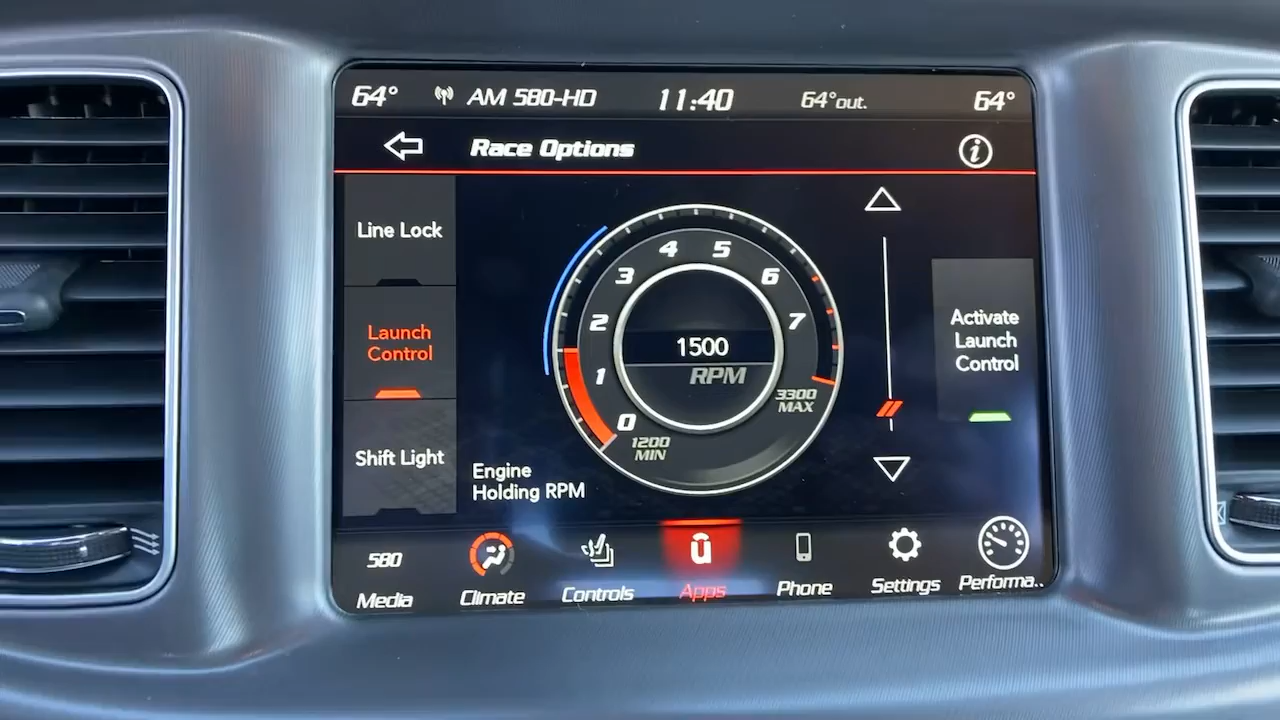 64° AM 580-HD 11:40 64°out. 64°
Race Options
i
Line Lock
Launch
Control
Shift Light
0
1
2
3
4
5
6
7
1500
RPM
1200
MIN
3300
MAX
Engine
Holding RPM
Activate
Launch
Control
580
Media
Climate
Controls
Apps
Phone
Settings
Performa..